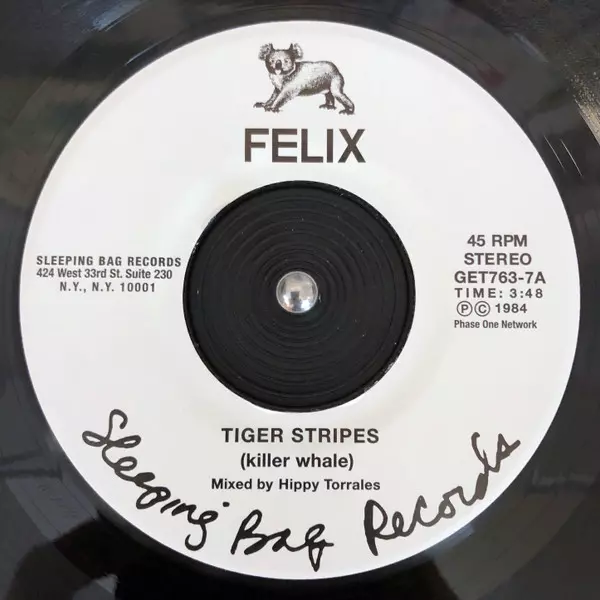 FELIX
SLEEPING BAG RECORDS
424 West 33rd St. Suite 230
N.Y., N.Y. 10001
45 RPM
STEREO
GET763-7A
TIME: 3:48
Ⓟ© 1984
Phase One Network
TIGER STRIPES
(killer whale)
Mixed by Hippy Torrales
Sleeping Bag Records